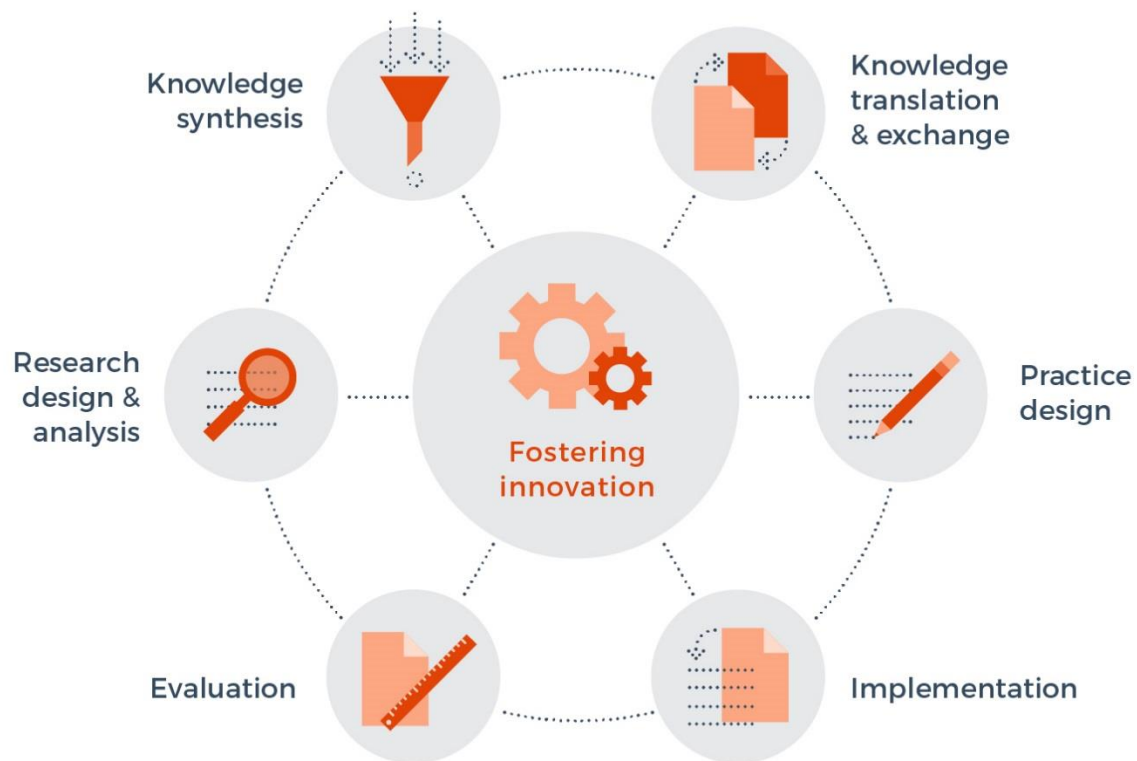 Knowledge
synthesis
Knowledge
translation
& exchange
Research
design &
analysis
Fostering
innovation
Practice
design
Evaluation
Implementation